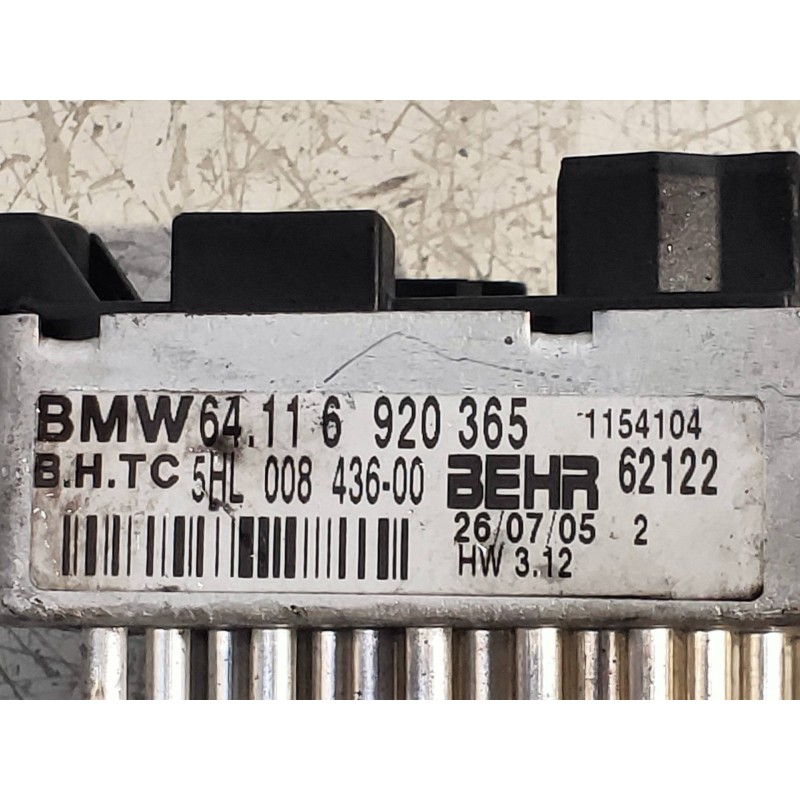 BMW 64.11 6 920 365 1154104
B.H.TC 5HL 008 436-00 BEHR 62122
26/07/05 2
HW 3.12